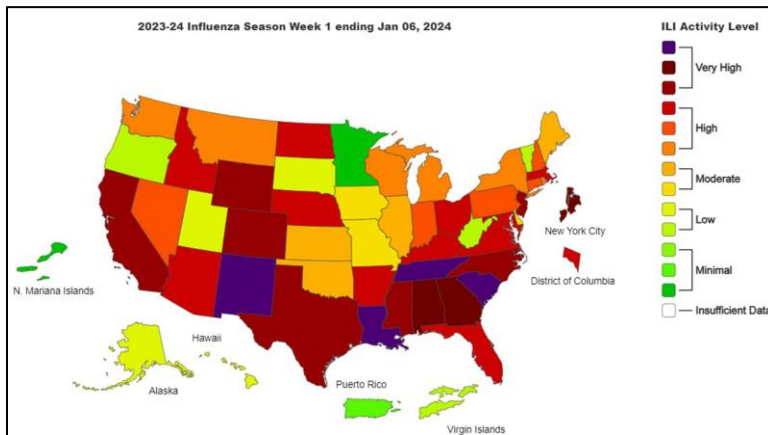 2023-24 Influenza Season Week 1 ending Jan 06, 2024
ILI Activity Level
Very High
High
Moderate
Low
Minimal
Insufficient Data
New York City
District of Columbia
N. Mariana Islands
Hawaii
Alaska
Puerto Rico
Virgin Islands